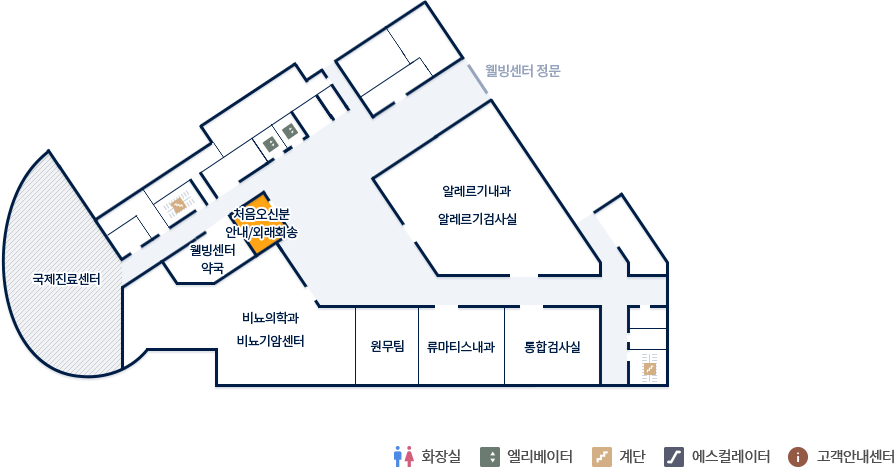 웰빙센터 정문
알레르기내과
알레르기검사실
처음오신분
안내/외래회송
웰빙센터
약국
국제진료센터
비뇨의학과
비뇨기암센터
원무팀
류마티스내과
통합검사실
화장실
엘리베이터
계단
에스컬레이터
고객안내센터